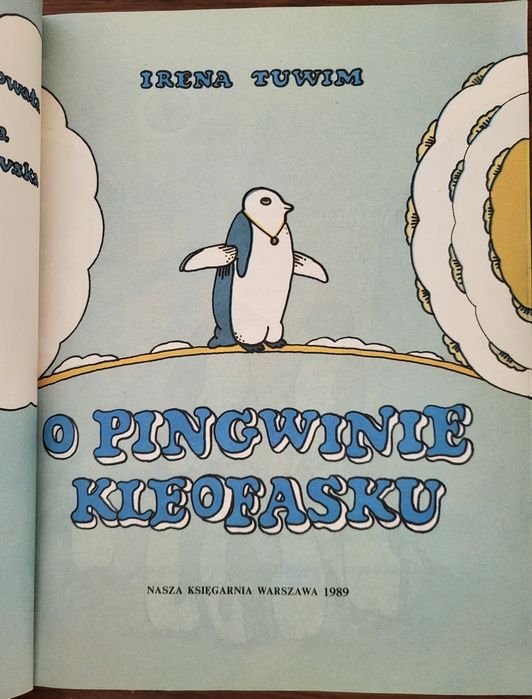 IRENA TUWIM
O PINGWINIE
KLEOFASKU
NASZA KSIĘGARNIA WARSZAWA 1989